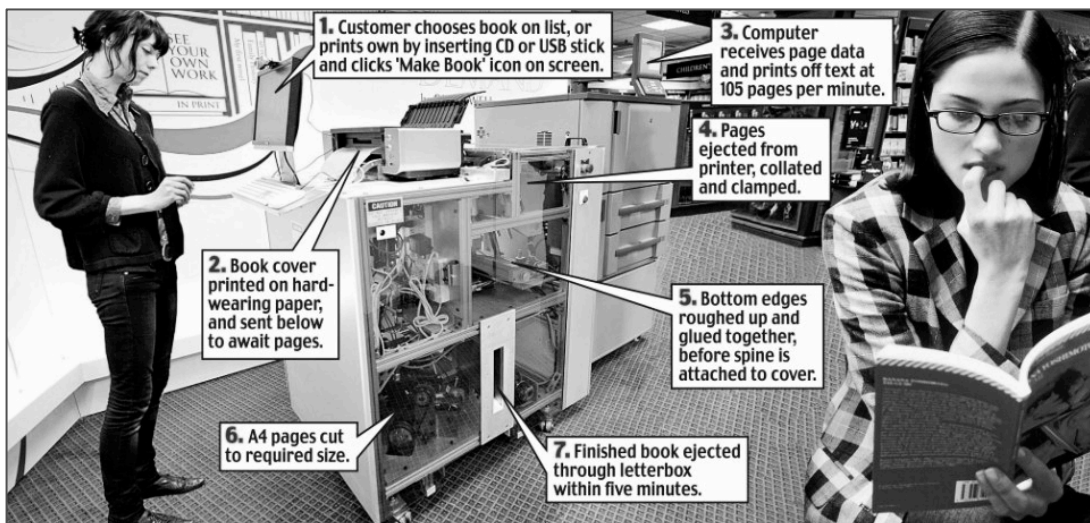 SEE
YOUR
OWN
WORK
IN PRINT
1. Customer chooses book on list, or
prints own by inserting CD or USB stick
and clicks 'Make Book' icon on screen.
2. Book cover
printed on hard-
wearing paper,
and sent below
to await pages.
CAUTION
3. Computer
receives page data
and prints off text at
105 pages per minute.
CHILDREN'S
4. Pages
ejected from
printer, collated
and clamped.
5. Bottom edges
roughed up and
glued together,
before spine is
attached to cover.
6. A4 pages cut
to required size.
7. Finished book ejected
through letterbox
within five minutes.